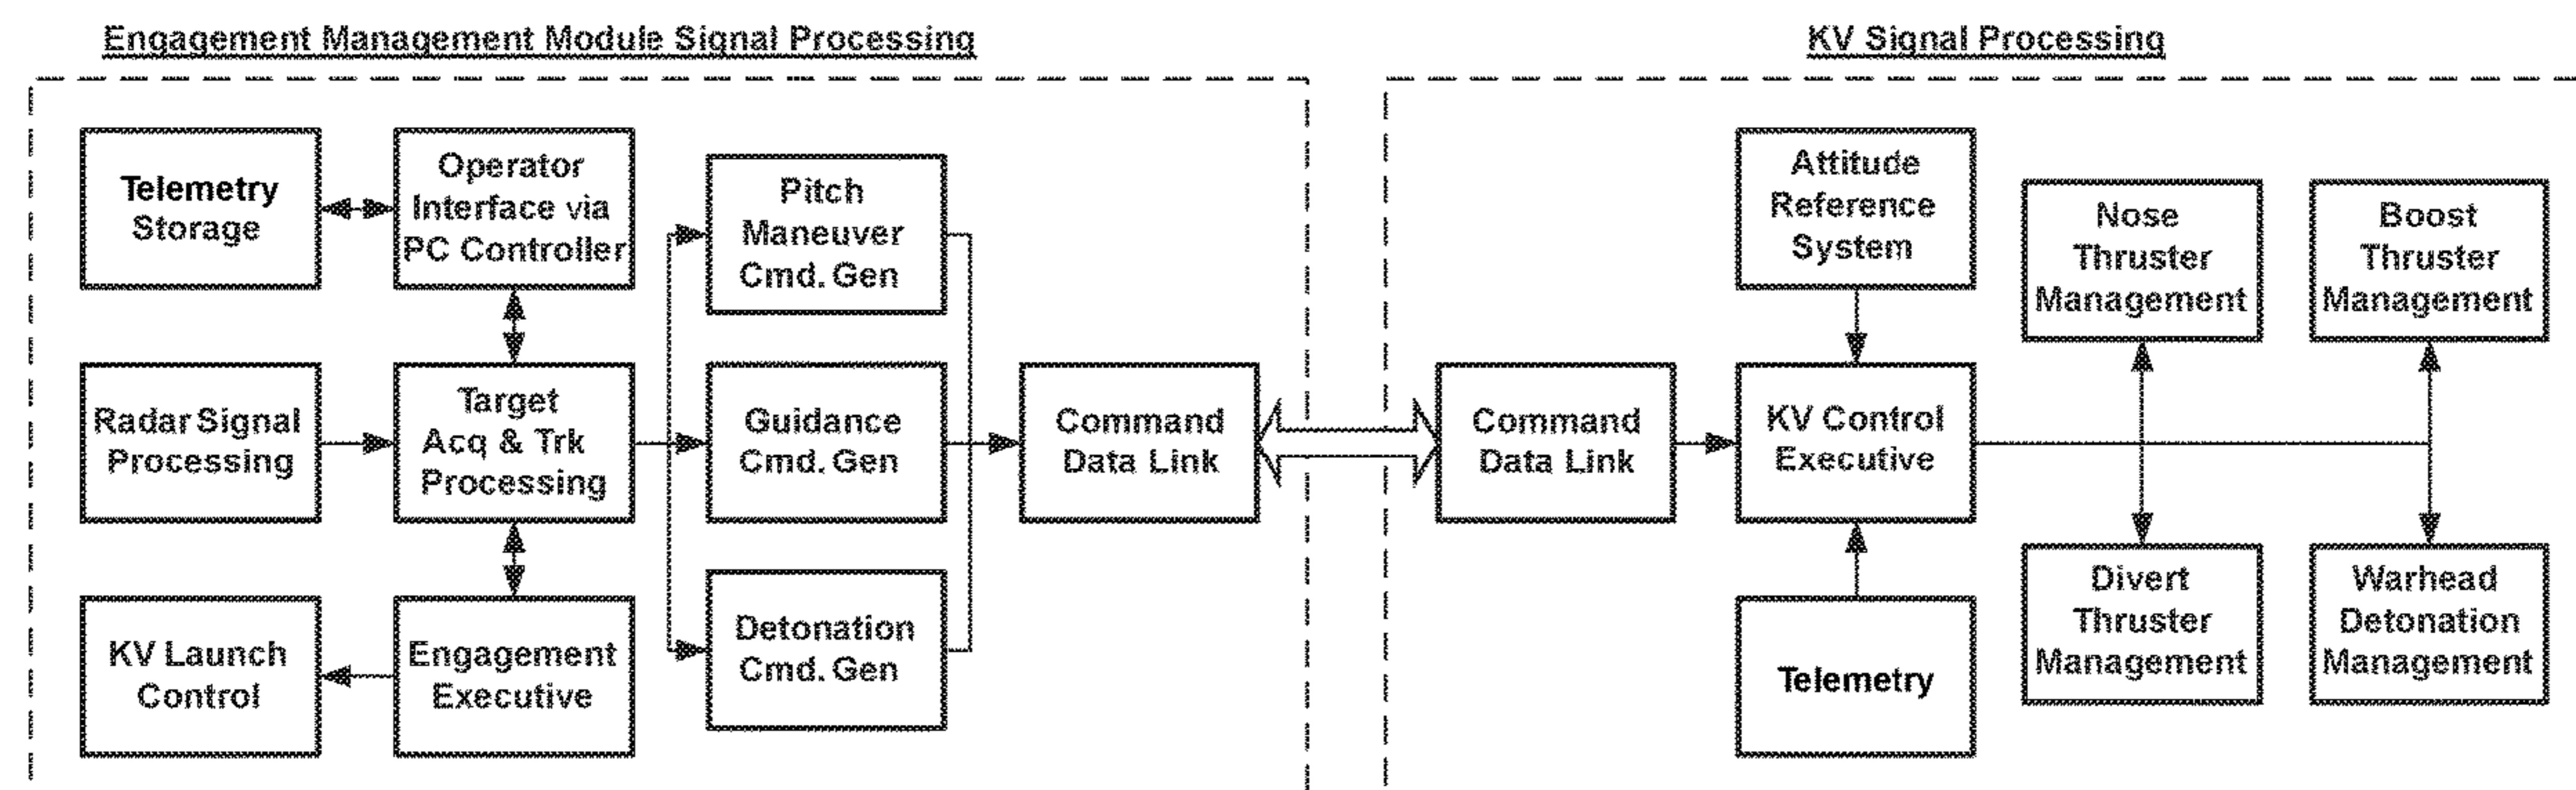 Engagement Management Module Signal Processing
KV Signal Processing
Telemetry
Storage
Operator
Interface via
PC Controller
Pitch
Maneuver
Cmd. Gen
Radar Signal
Processing
Target
Acq & Trk
Processing
Guidance
Cmd. Gen
Command
Data Link
KV Launch
Control
Engagement
Executive
Detonation
Cmd. Gen
Command
Data Link
Attitude
Reference
System
KV Control
Executive
Telemetry
Nose
Thruster
Management
Boost
Thruster
Management
Divert
Thruster
Management
Warhead
Detonation
Management